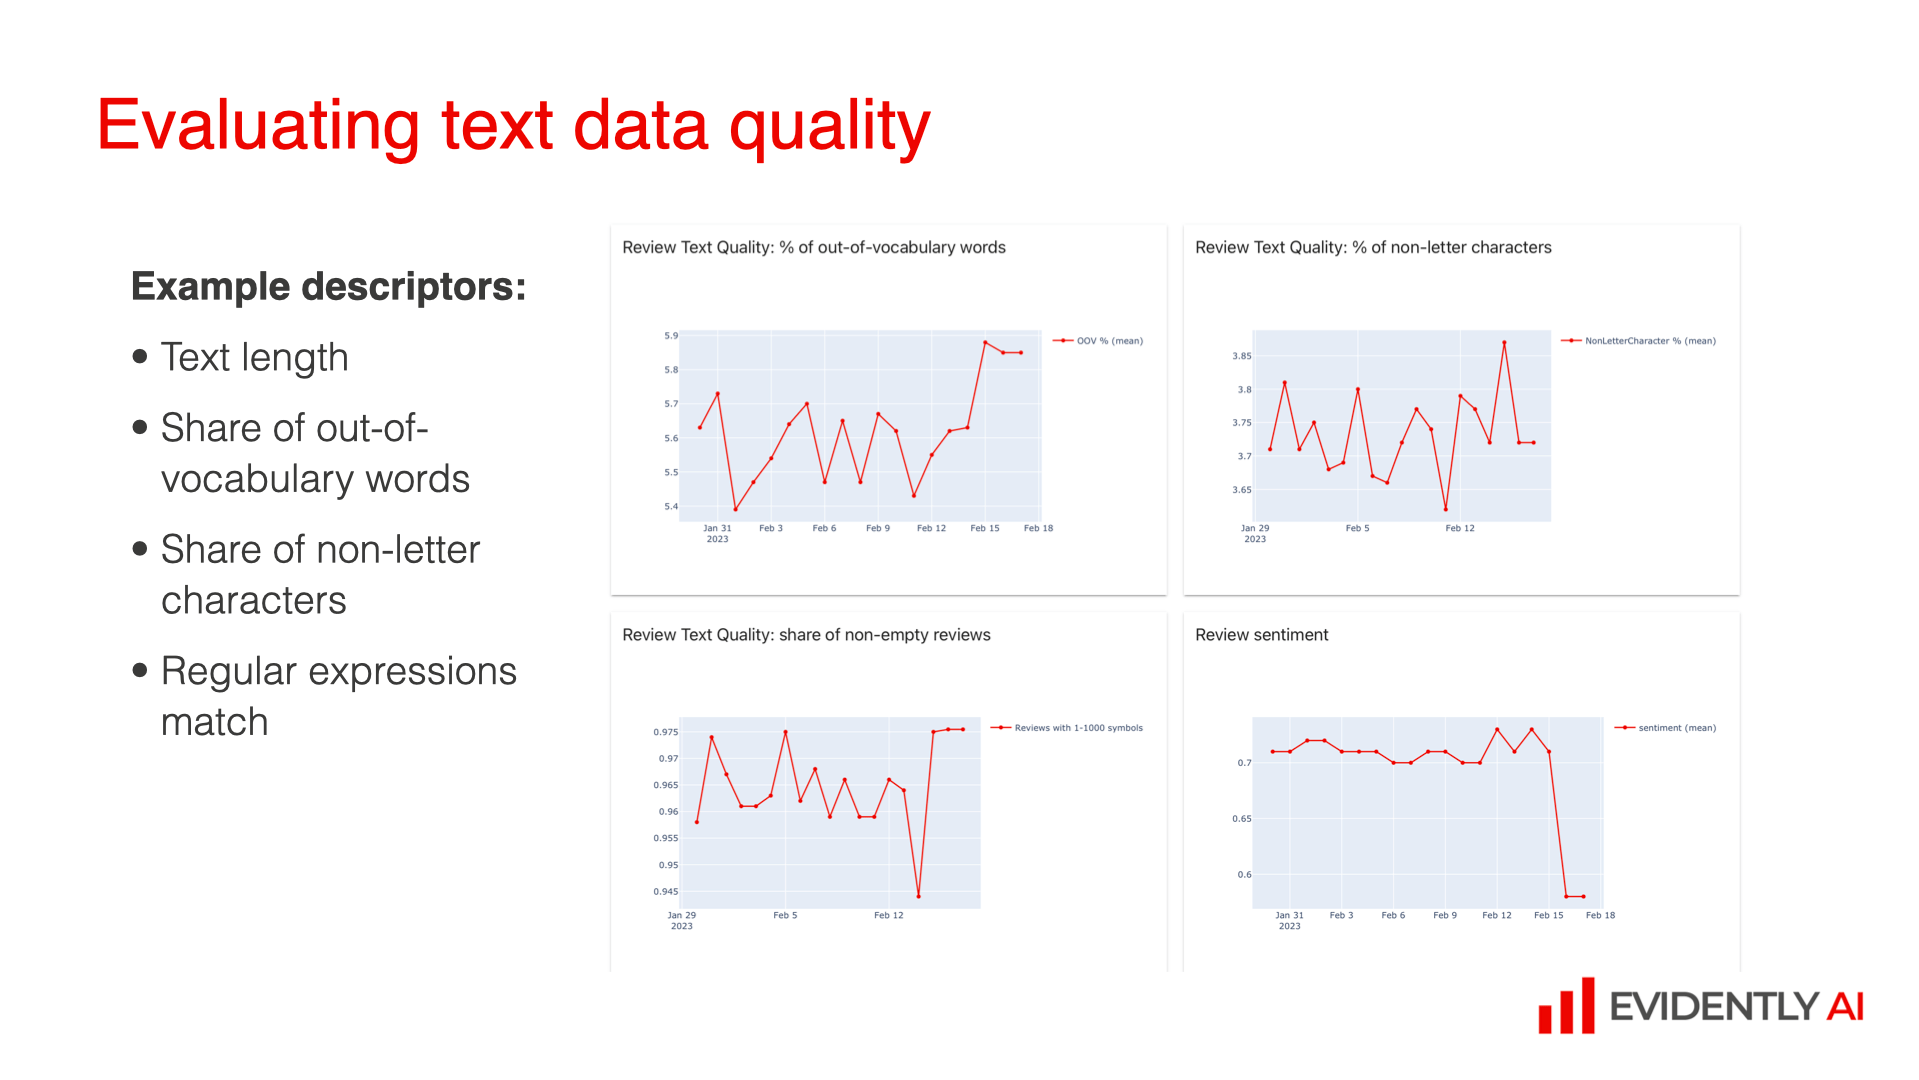 Evaluating text data quality
Example descriptors:
• Text length
• Share of out-of-
vocabulary words
• Share of non-letter
characters
• Regular expressions
match
Review Text Quality: % of out-of-vocabulary words
5.9
5.8
5.7
5.6
5.5
5.4
Jan 31
2023
Feb 3
Feb 6
Feb 9
Feb 12
Feb 15
Feb 18
OOV % (mean)
Review Text Quality: % of non-letter characters
3.85
3.8
3.75
3.7
3.65
Jan 29
2023
Feb 5
Feb 12
NonLetterCharacter % (mean)
Review Text Quality: share of non-empty reviews
0.975
0.97
0.965
0.96
0.955
0.95
0.945
Jan 29
2023
Feb 5
Feb 12
Reviews with 1-1000 symbols
Review sentiment
0.7
0.65
0.6
Jan 31
2023
Feb 3
Feb 6
Feb 9
Feb 12
Feb 15
Feb 18
sentiment (mean)
EVIDENTLY AI